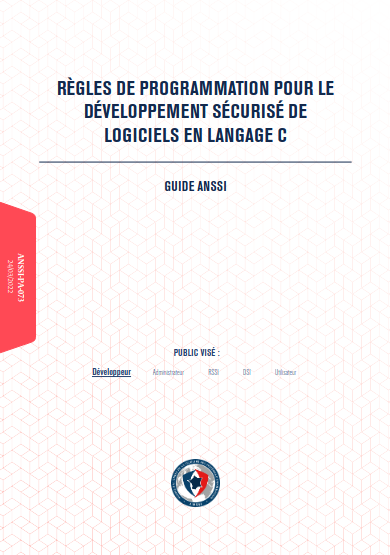 RÈGLES DE PROGRAMMATION POUR LE
DÉVELOPPEMENT SÉCURISÉ DE
LOGICIELS EN LANGAGE C
GUIDE ANSSI
ANSSI-PA-073
24/03/2022
PUBLIC VISÉ :
Développeur Administrateur RSSI DSI Utilisateur